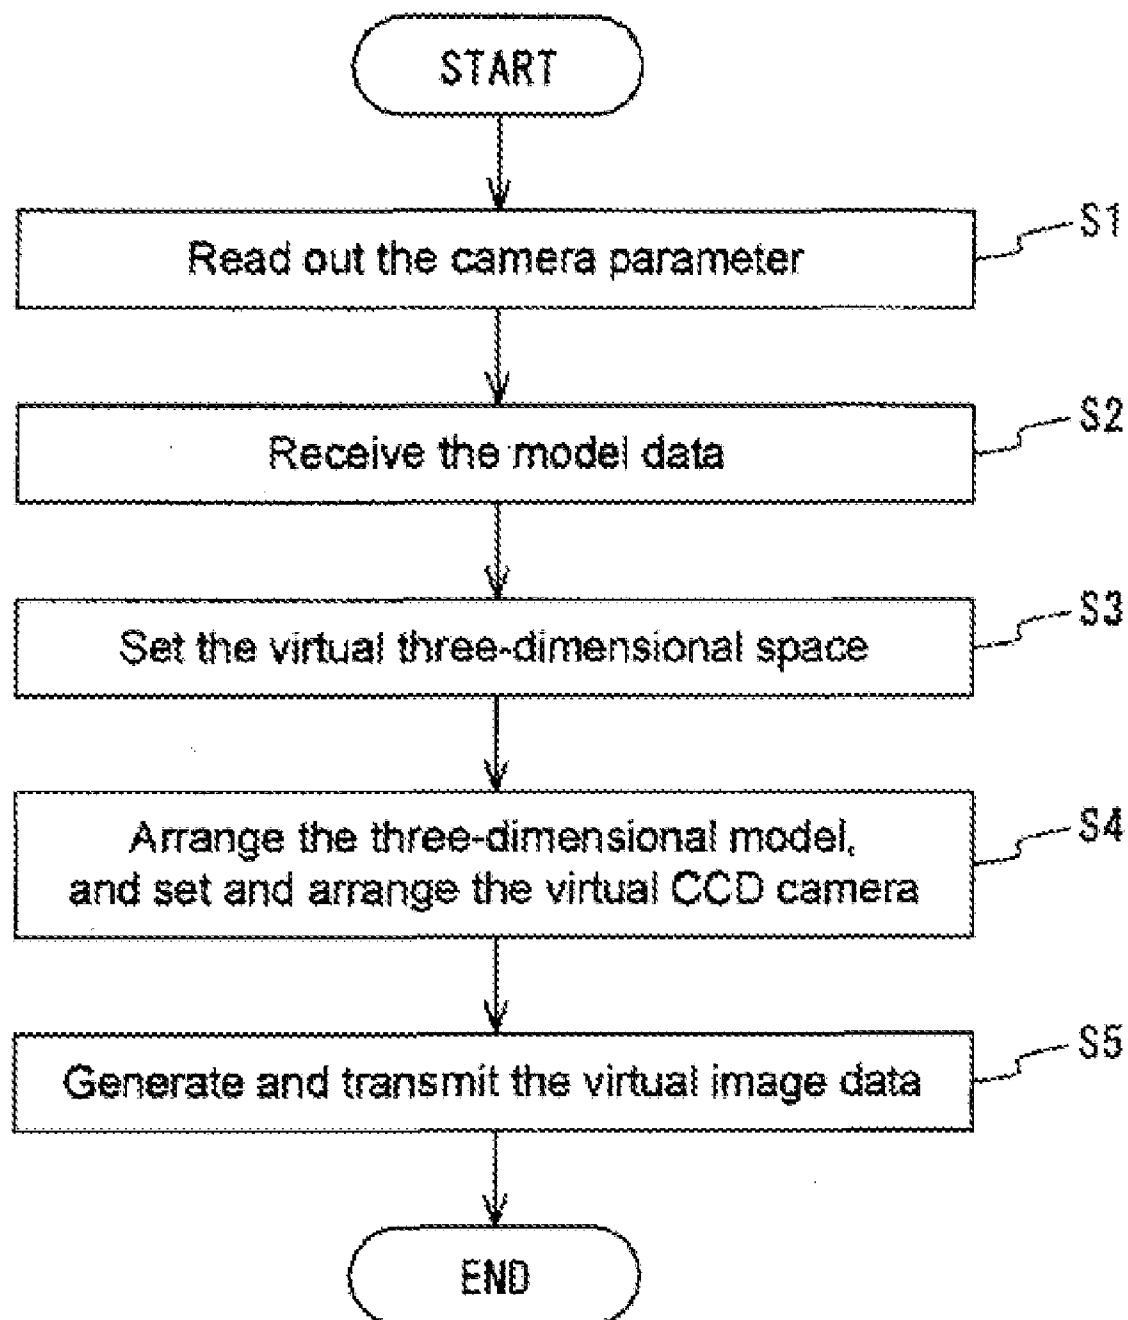 START
Read out the camera parameter
S1
Receive the model data
S2
Set the virtual three-dimensional space
S3
Arrange the three-dimensional model,
and set and arrange the virtual CCD camera
S4
Generate and transmit the virtual image data
S5
END